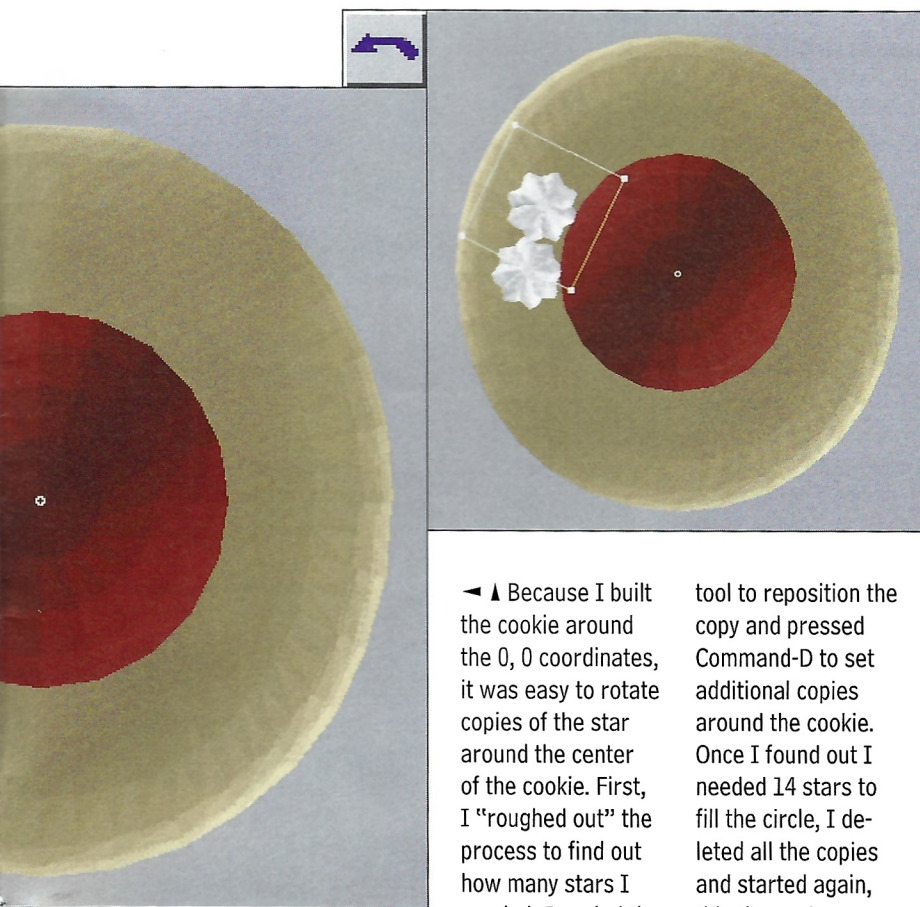 ◄ ▲ Because I built
the cookie around
the 0, 0 coordinates,
it was easy to rotate
copies of the star
around the center
of the cookie. First,
I “roughed out” the
process to find out
how many stars I
tool to reposition the
copy and pressed
Command-D to set
additional copies
around the cookie.
Once I found out I
needed 14 stars to
fill the circle, I de-
leted all the copies
and started again,